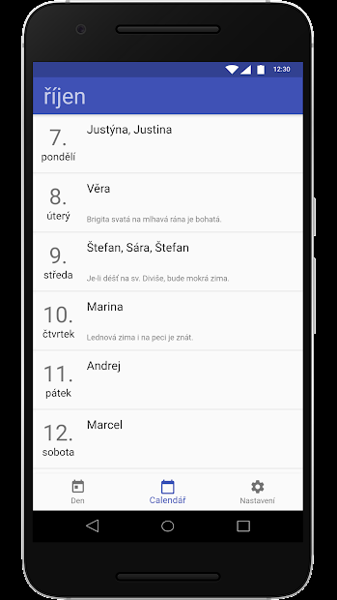 12:30
říjen
7.
pondělí
Justýna, Justina
8.
úterý
Věra
Brigita svatá na mlhavá rána je bohatá.
9.
středa
Štefan, Sára, Štefan
Je-li déšť na sv. Diviše, bude mokrá zima.
10.
čtvrtek
Marina
Lednová zima i na peci je znát.
11.
pátek
Andrej
12.
sobota
Marcel
Den
Calendář
Nastavení